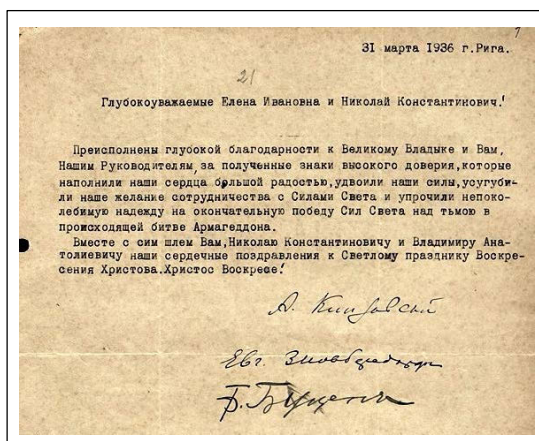 1
31 марта 1936 г.Рига.
21
Глубокоуважаемые Елена Ивановна и Николай Константинович!
Преисполнены глубокой благодарности к Великому Владыке и Вам,
Нашим Руководителям,за полученные знаки высокого доверия,которые
наполнили наши сердца большой радостью,удвоили наши силы,усугуби-
ли наше желание сотрудничества с Силами Света и упрочили непоко-
лебимую надежду на окончательную победу Сил Света над тьмою в
происходящей битве Армагеддона.
Вместе с сим шлем Вам,Николаю Константиновичу и Владимиру Ана-
толиевичу наши сердечные поздравления к Светлому празднику Воскре-
сения Христова.Христос Воскресе!
А.
Евг.